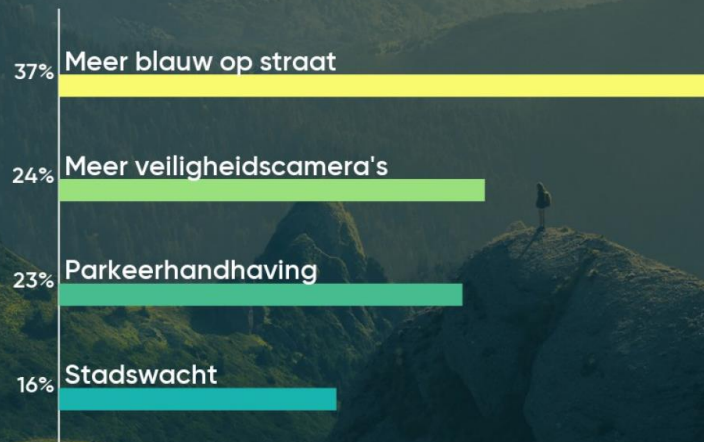 37% Meer blauw op straat
24% Meer veiligheidscamera's
23% Parkeerhandhaving
16% Stadswacht